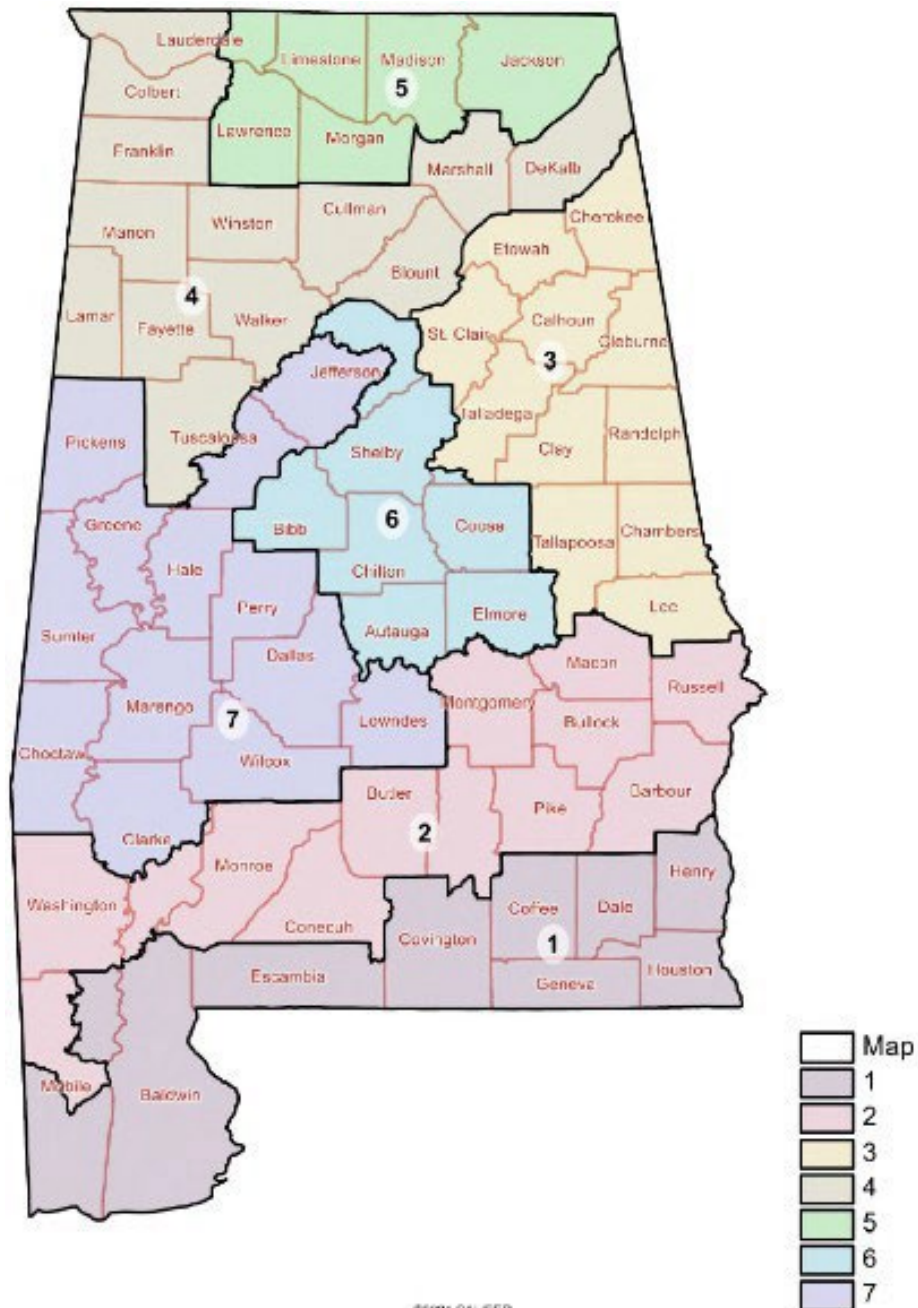 Lauderdale
Limestone
Madison
Jackson
5
Colbert
Lawrence
Morgan
Franklin
Marshall
DeKalb
Cullman
Cherokee
Winston
Marion
Etowah
Blount
4
Lamar
Fayette
Walker
St. Clair
Calhoun
Cleburne
3
Jefferson
Talladega
Pickens
Tuscaloosa
Shelby
Clay
Randolph
Greene
Bibb
6
Coosa
Hale
Chilton
Tallapoosa
Chambers
Perry
Elmore
Lee
Sumter
Autauga
Dallas
Macon
Russell
Marengo
Montgomery
7
Lowndes
Bullock
Choctaw
Wilcox
Butler
Pike
Barbour
2
Clarke
Monroe
Henry
Washington
Coffee
Dale
Conecuh
Covington
1
Escambia
Geneva
Houston
Mobile
Baldwin
Map
1
2
3
4
5
6
7